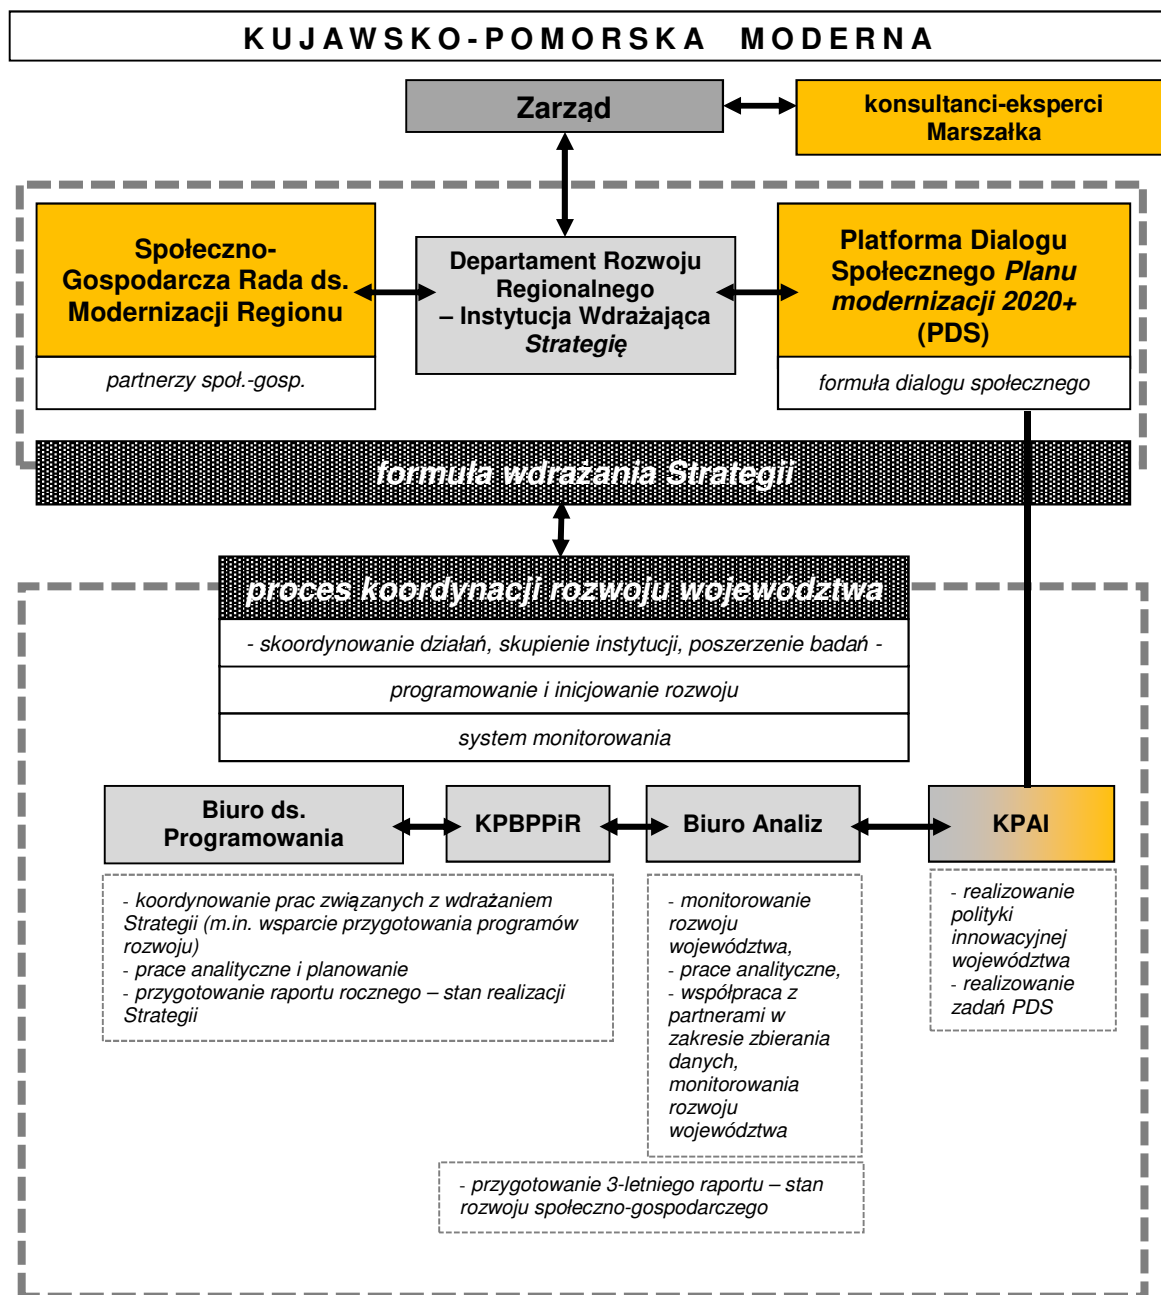 KUJAWSKO-POMORSKA MODERNA
Zarząd
konsultanci-eksperci
Marszałka
Społeczno-
Gospodarcza Rada ds.
Modernizacji Regionu
partnerzy społ.-gosp.
Departament Rozwoju
Regionalnego
– Instytucja Wdrażająca
Strategię
Platforma Dialogu
Społecznego Planu
modernizacji 2020+
(PDS)
formuła dialogu społecznego
formuła wdrażania Strategii
proces koordynacji rozwoju województwa
- skoordynowanie działań, skupienie instytucji, poszerzenie badań -
programowanie i inicjowanie rozwoju
system monitorowania
Biuro ds.
Programowania
KPBPPiR
Biuro Analiz
KPAI
- koordynowanie prac związanych z wdrażaniem
Strategii (m.in. wsparcie przygotowania programów
rozwoju)
- prace analityczne i planowanie
- przygotowanie raportu rocznego – stan realizacji
Strategii
- monitorowanie
rozwoju
województwa,
- prace analityczne,
- współpraca z
partnerami w
zakresie zbierania
danych,
monitorowania
rozwoju
województwa
- realizowanie
polityki
innowacyjnej
województwa
- realizowanie
zadań PDS
- przygotowanie 3-letniego raportu – stan
rozwoju społeczno-gospodarczego